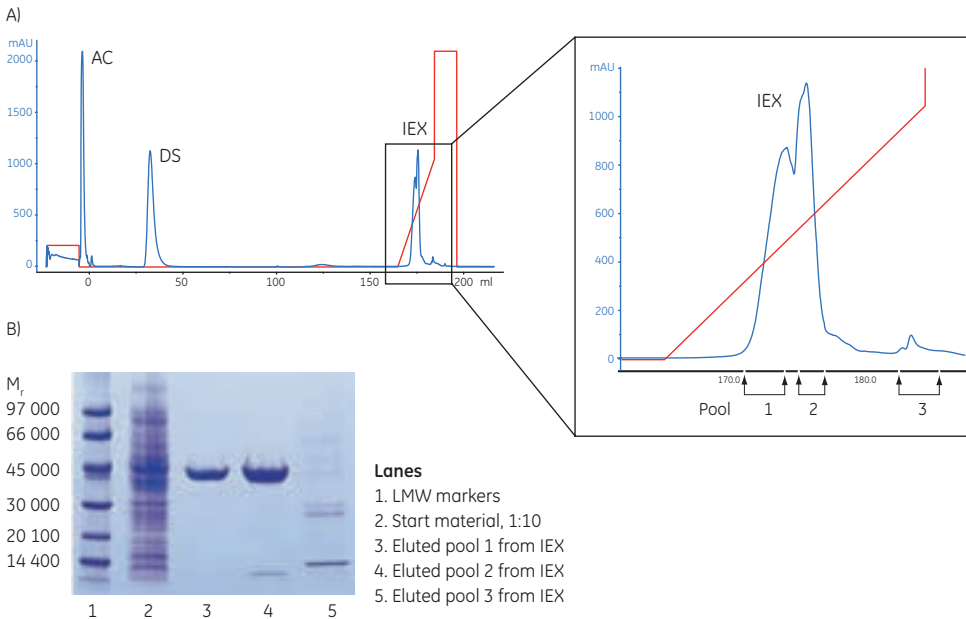 A)
mAU
2000
1500
1000
500
0
AC
DS
IEX
0
50
100
150
200
ml
mAU
1000
800
600
400
200
0
IEX
170.0
180.0
Pool
1
2
3
B)
Mr
97 000
66 000
45 000
30 000
20 100
14 400
1 2 3 4 5
Lanes
1. LMW markers
2. Start material, 1:10
3. Eluted pool 1 from IEX
4. Eluted pool 2 from IEX
5. Eluted pool 3 from IEX